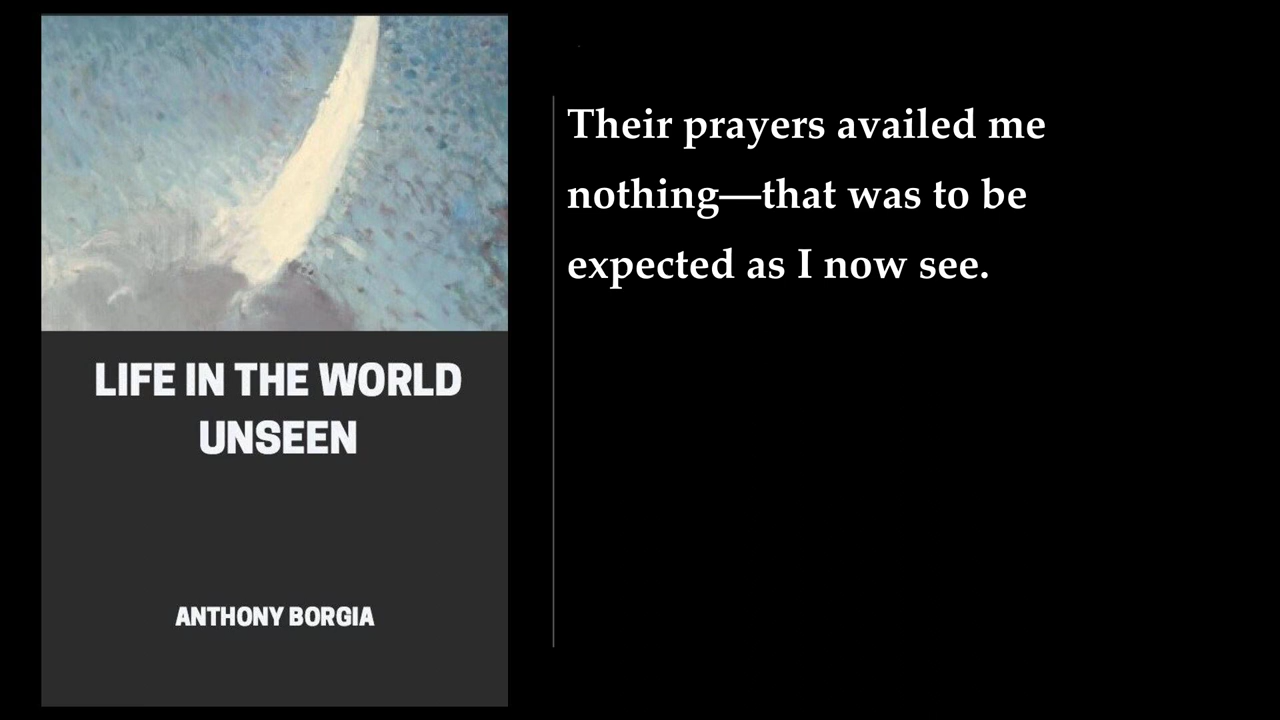 LIFE IN THE WORLD
UNSEEN
ANTHONY BORGIA
Their prayers availed me
nothing—that was to be
expected as I now see.